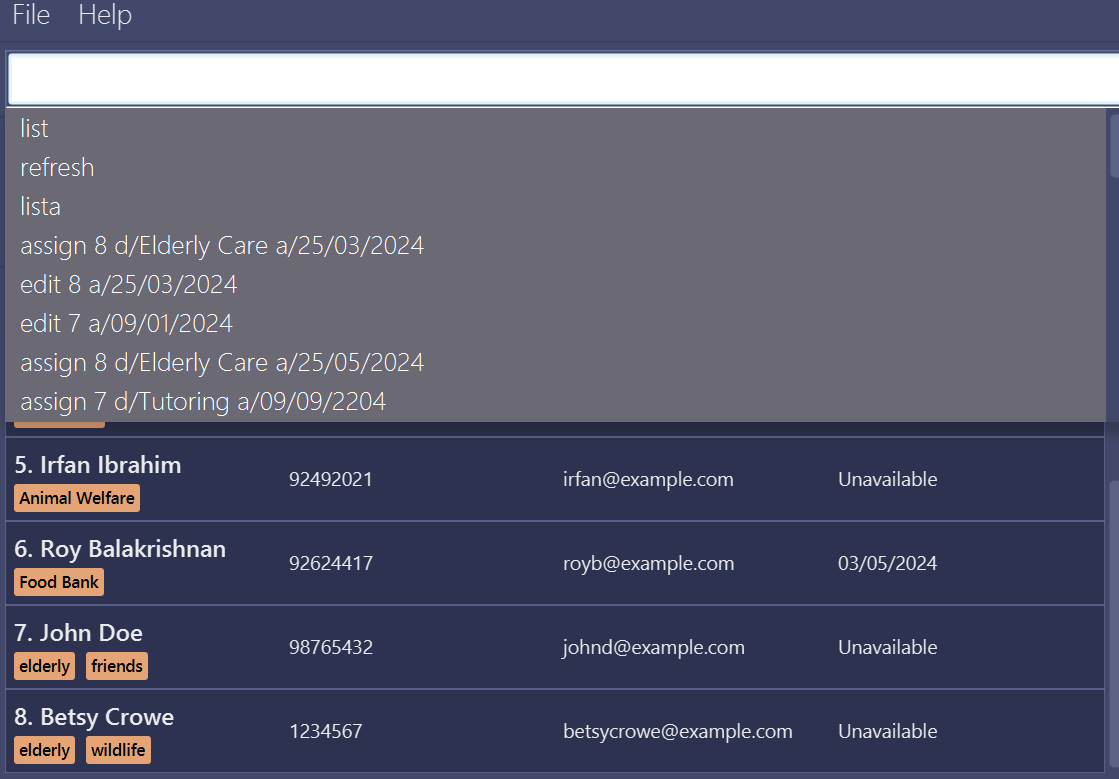 File Help
list
refresh
lista
assign 8 d/Elderly Care a/25/03/2024
edit 8 a/25/03/2024
edit 7 a/09/01/2024
assign 8 d/Elderly Care a/25/05/2024
assign 7 d/Tutoring a/09/09/2204
5. Irfan Ibrahim 92492021 irfan@example.com Unavailable
Animal Welfare
6. Roy Balakrishnan 92624417 royb@example.com 03/05/2024
Food Bank
7. John Doe 98765432 johnd@example.com Unavailable
elderly friends
8. Betsy Crowe 1234567 betsycrowe@example.com Unavailable
elderly wildlife